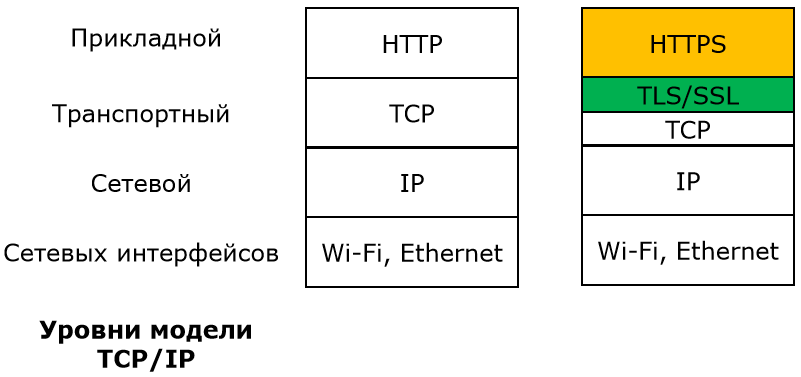 Прикладной HTTP HTTPS
TLS/SSL
Транспортный TCP
TCP
Сетевой IP IP
Сетевых интерфейсов Wi-Fi, Ethernet Wi-Fi, Ethernet
Уровни модели
TCP/IP